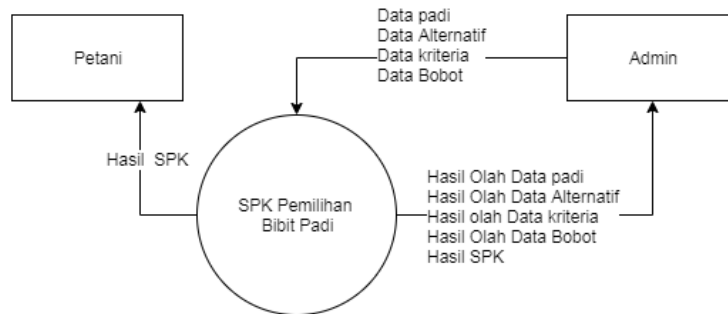 Petani
Data padi
Data Alternatif
Data kriteria
Data Bobot
Admin
Hasil SPK
SPK Pemilihan
Bibit Padi
Hasil Olah Data padi
Hasil Olah Data Alternatif
Hasil olah Data kriteria
Hasil Olah Data Bobot
Hasil SPK